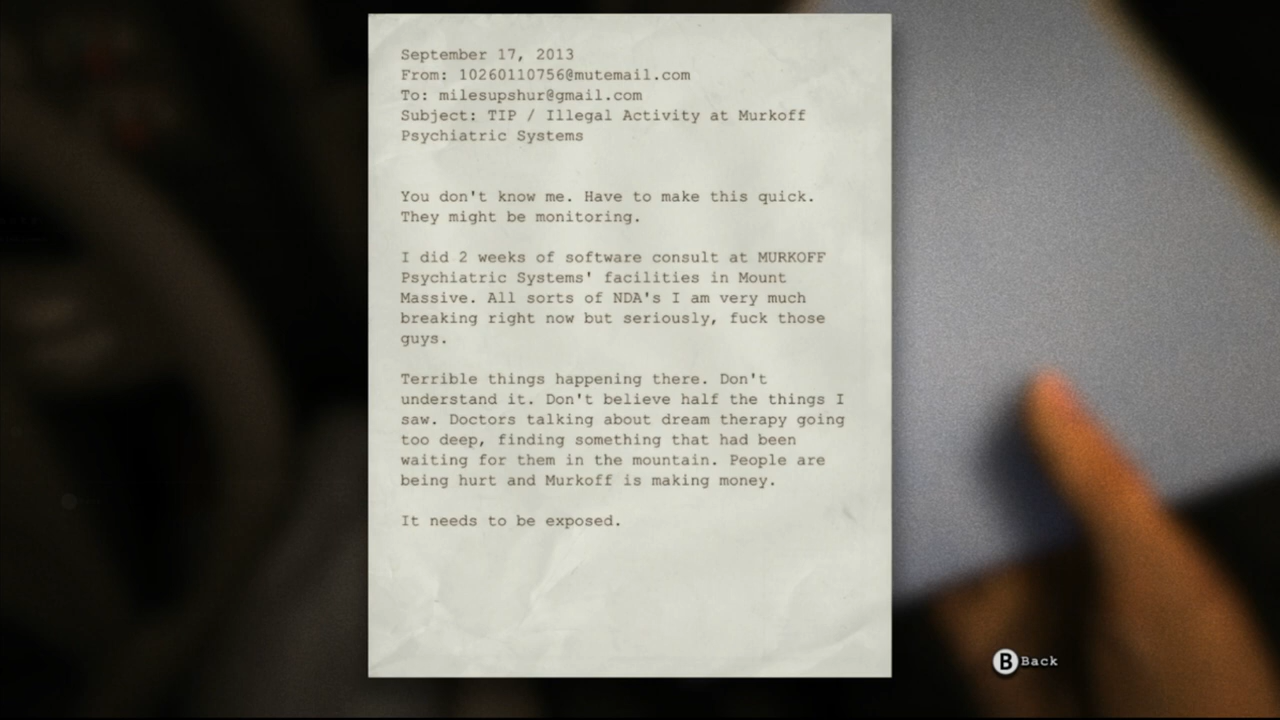 September 17, 2013
From: 10260110756@mutemail.com
To: milesupshur@gmail.com
Subject: TIP / Illegal Activity at Murkoff
Psychiatric Systems
You don't know me. Have to make this quick.
They might be monitoring.
I did 2 weeks of software consult at MURKOFF
Psychiatric Systems' facilities in Mount
Massive. All sorts of NDA's I am very much
breaking right now but seriously, fuck those
guys.
Terrible things happening there. Don't
understand it. Don't believe half the things I
saw. Doctors talking about dream therapy going
too deep, finding something that had been
waiting for them in the mountain. People are
being hurt and Murkoff is making money.
It needs to be exposed.
B Back